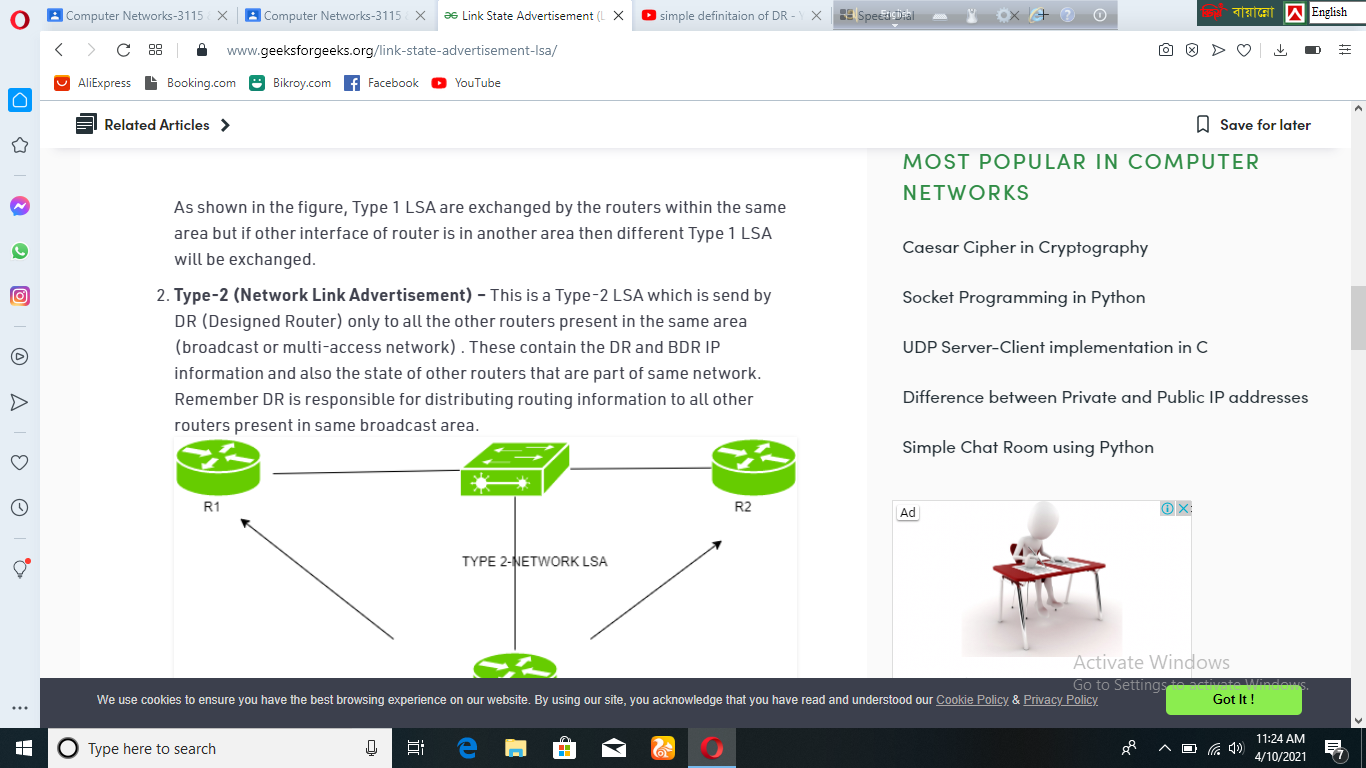 Computer Networks-3115
Computer Networks-3115
Link State Advertisement (L
simple definitaion of DR - Y
English
English
www.geeksforgeeks.org/link-state-advertisement-lsa/
AliExpress
Booking.com
Bikroy.com
Facebook
YouTube
Related Articles
Save for later
As shown in the figure, Type 1 LSA are exchanged by the routers within the same
area but if other interface of router is in another area then different Type 1 LSA
will be exchanged.
2. Type-2 (Network Link Advertisement) – This is a Type-2 LSA which is send by
DR (Designed Router) only to all the other routers present in the same area
(broadcast or multi-access network) . These contain the DR and BDR IP
information and also the state of other routers that are part of same network.
Remember DR is responsible for distributing routing information to all other
routers present in same broadcast area.
R1
R2
TYPE 2-NETWORK LSA
MOST POPULAR IN COMPUTER
NETWORKS
Caesar Cipher in Cryptography
Socket Programming in Python
UDP Server-Client implementation in C
Difference between Private and Public IP addresses
Simple Chat Room using Python
Ad
Activate Windows
Go to Settings to activate Windows.
We use cookies to ensure you have the best browsing experience on our website. By using our site, you acknowledge that you have read and understood our Cookie Policy & Privacy Policy
Got It !
Type here to search
11:24 AM
4/10/2021
7